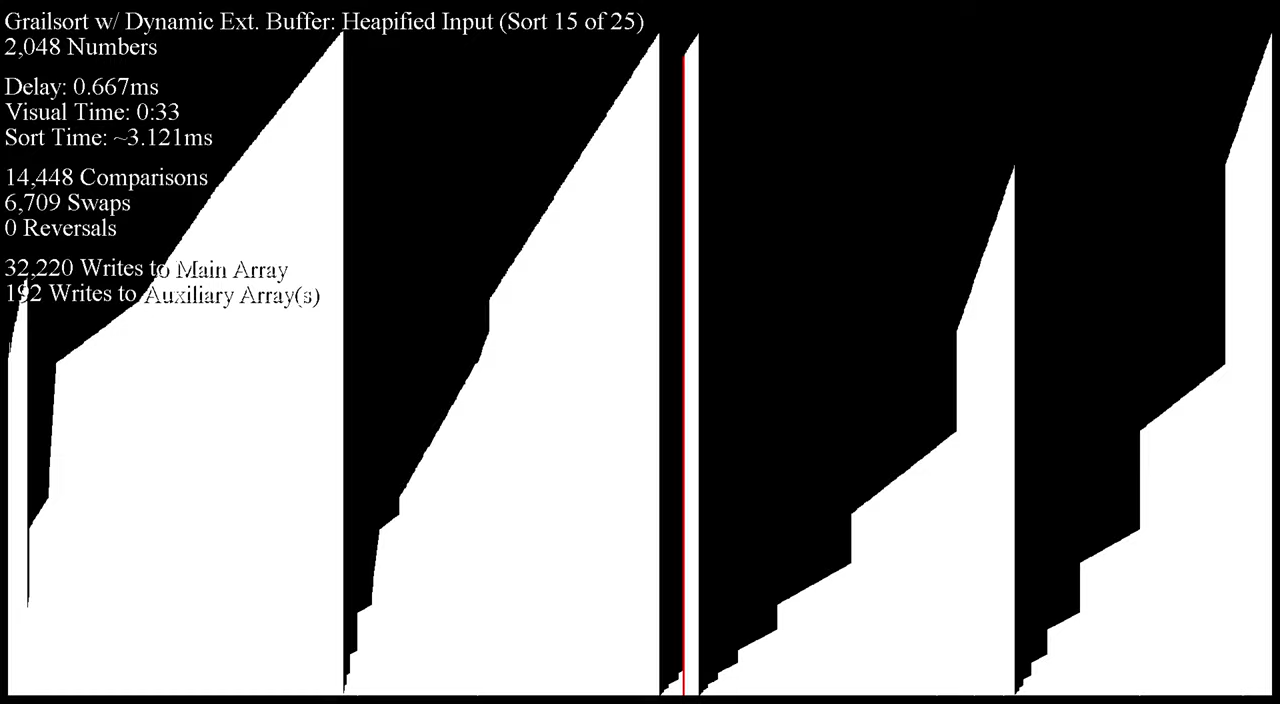 Grailsort w/ Dynamic Ext. Buffer: Heapified Input (Sort 15 of 25)
2,048 Numbers
Delay: 0.667ms
Visual Time: 0:33
Sort Time: ~3.121ms
14,448 Comparisons
6,709 Swaps
0 Reversals
32,220 Writes to Main Array
192 Writes to Auxiliary Array(s)